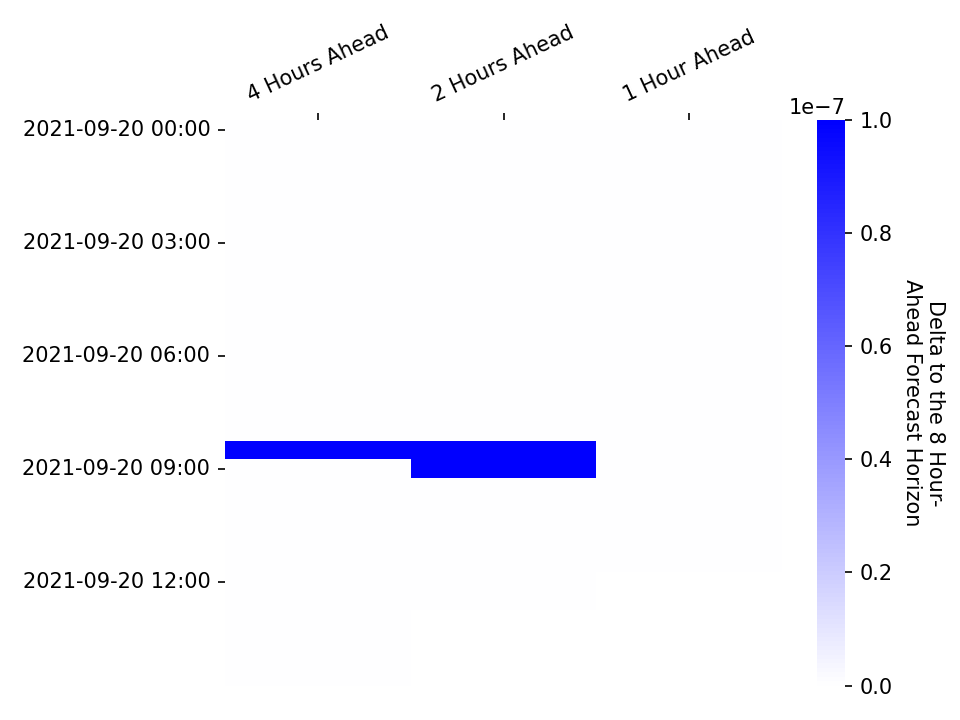 4 Hours Ahead
2 Hours Ahead
1 Hour Ahead
1e−7
2021-09-20 00:00
2021-09-20 03:00
2021-09-20 06:00
2021-09-20 09:00
2021-09-20 12:00
1.0
0.8
0.6
0.4
0.2
0.0
Delta to the 8 Hour-
Ahead Forecast Horizon